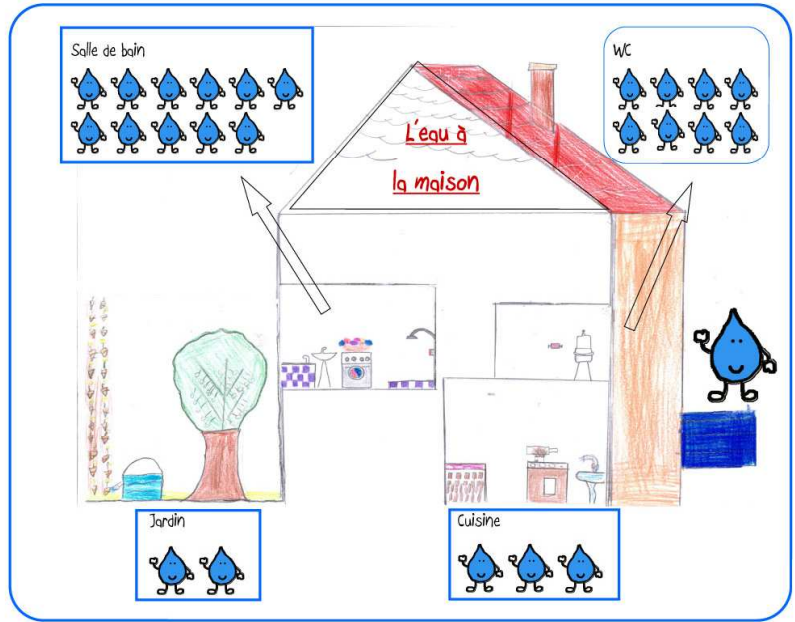 Salle de bain
WC
L'eau à
la maison
Jardin
Cuisine